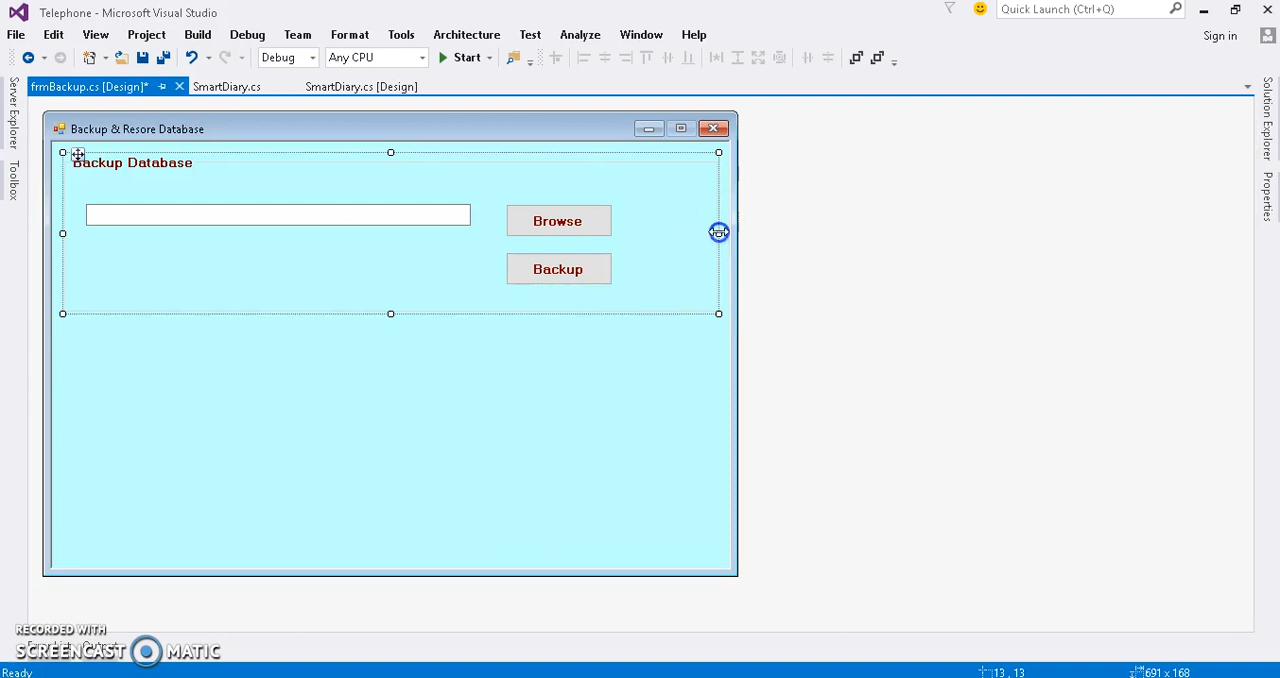 Telephone - Microsoft Visual Studio
Quick Launch (Ctrl+Q)
File Edit View Project Build Debug Team Format Tools Architecture Test Analyze Window Help
Sign in
Debug Any CPU Start
frmBackup.cs [Design]* SmartDiary.cs SmartDiary.cs [Design]
Server Explorer
Toolbox
Solution Explorer
Properties
Backup & Resore Database
Backup Database
Browse
Backup
RECORDED WITH
Error List Output
SCREENCAST MATIC
Ready
13 , 13
691 x 168